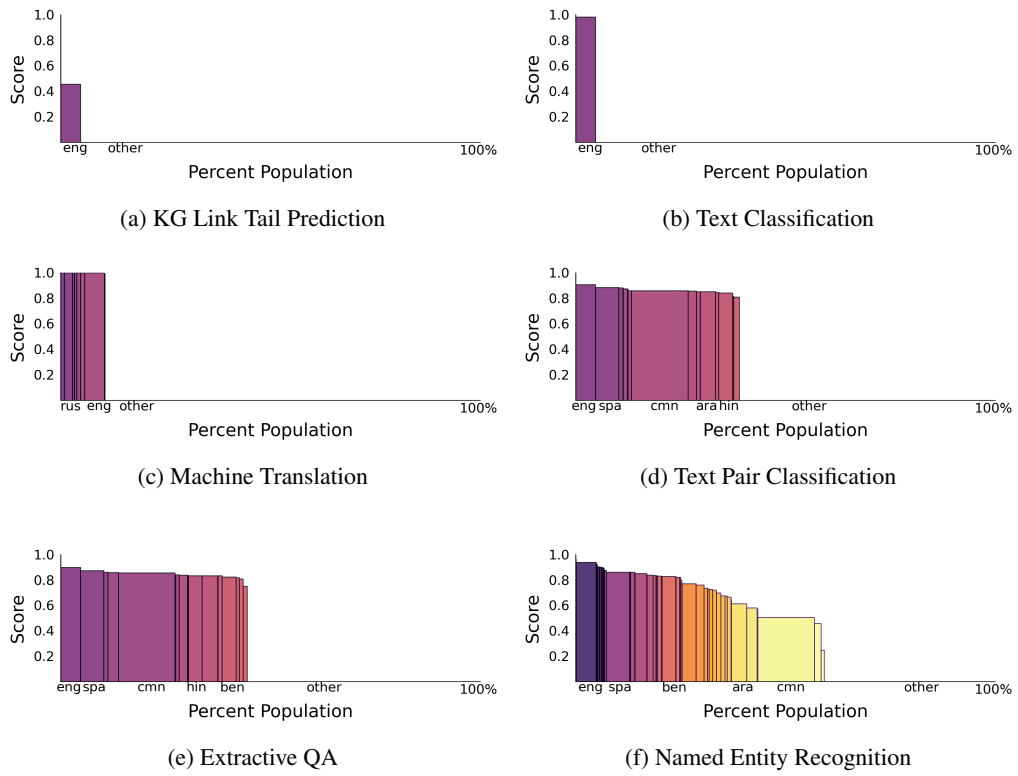 1.0
0.8
0.6
0.4
0.2
Score
eng other 100%
Percent Population
(a) KG Link Tail Prediction
1.0
0.8
0.6
0.4
0.2
Score
eng other 100%
Percent Population
(b) Text Classification
1.0
0.8
0.6
0.4
0.2
Score
rus eng other 100%
Percent Population
(c) Machine Translation
1.0
0.8
0.6
0.4
0.2
Score
eng spa cmn ara hin other 100%
Percent Population
(d) Text Pair Classification
1.0
0.8
0.6
0.4
0.2
Score
eng spa cmn hin ben other 100%
Percent Population
(e) Extractive QA
1.0
0.8
0.6
0.4
0.2
Score
eng spa ben ara cmn other 100%
Percent Population
(f) Named Entity Recognition